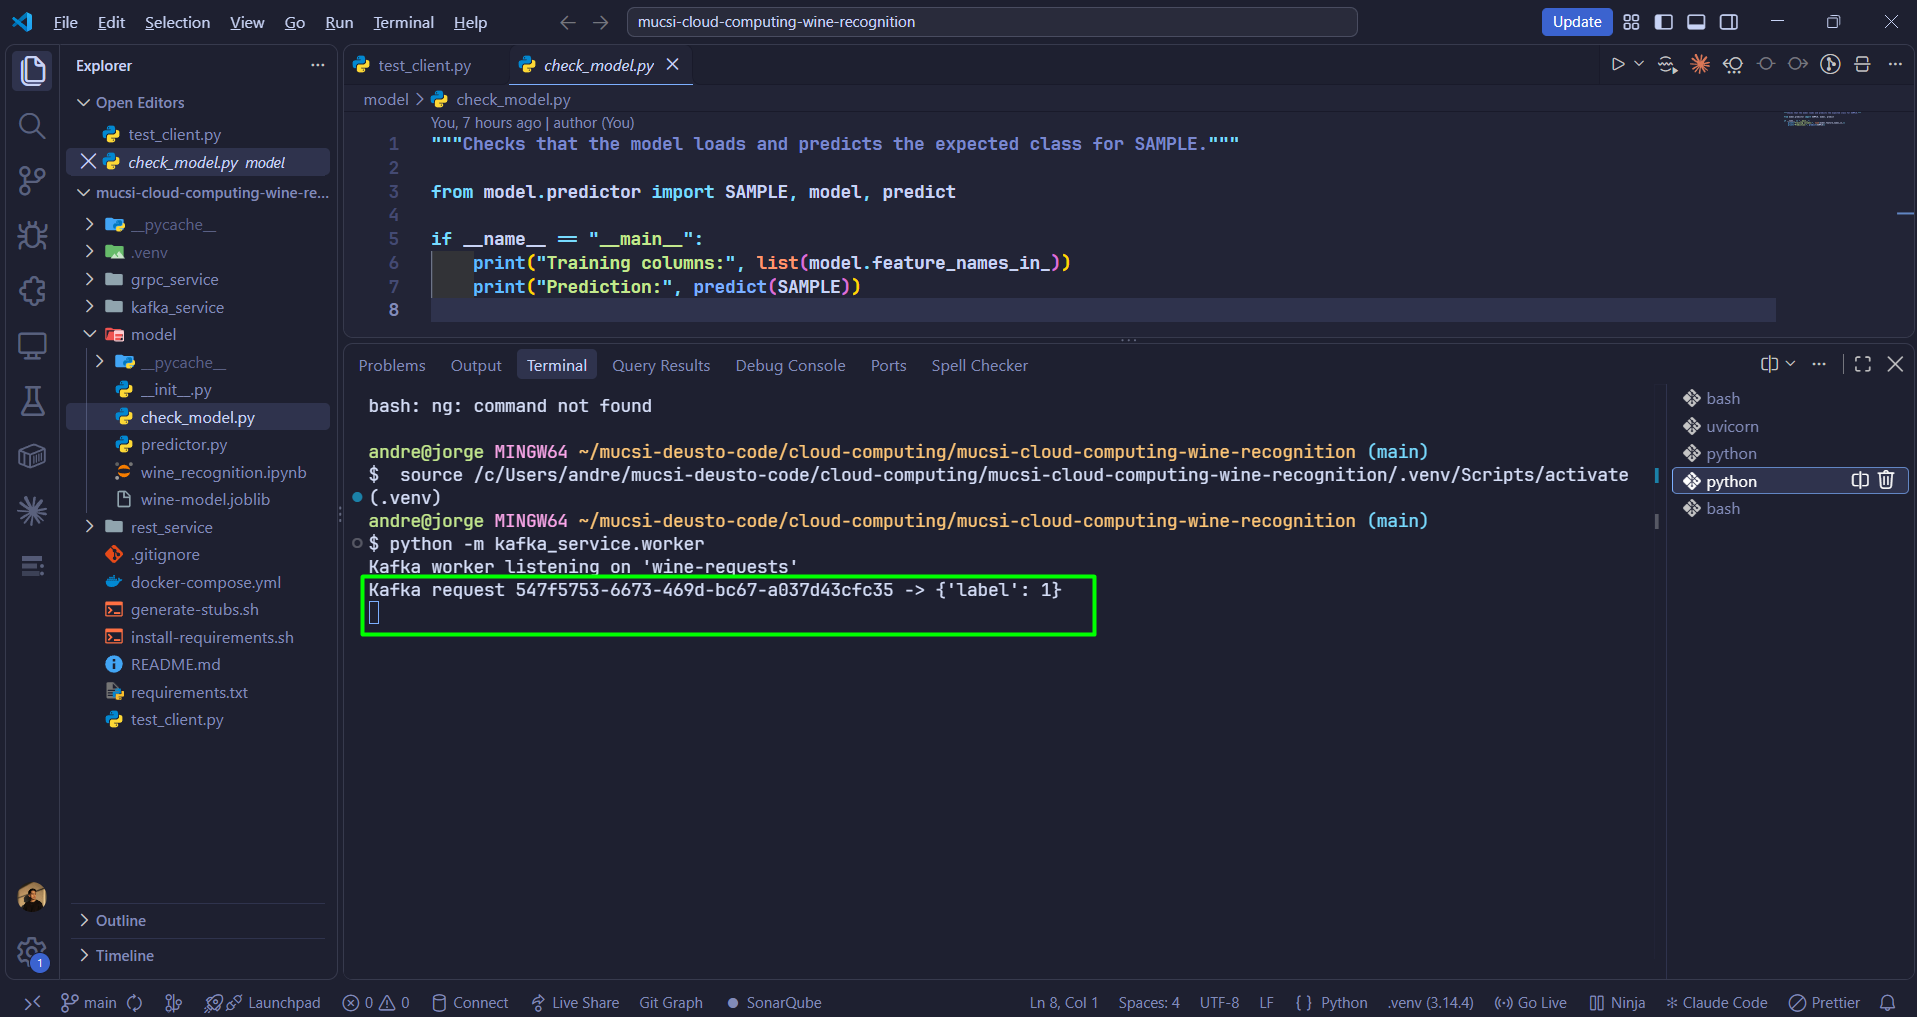 File Edit Selection View Go Run Terminal Help
mucsi-cloud-computing-wine-recognition
Update
Explorer
Open Editors
test_client.py
check_model.py model
mucsi-cloud-computing-wine-re...
__pycache__
.venv
grpc_service
kafka_service
model
__pycache__
__init__.py
check_model.py
predictor.py
wine_recognition.ipynb
wine-model.joblib
rest_service
.gitignore
docker-compose.yml
generate-stubs.sh
install-requirements.sh
README.md
requirements.txt
test_client.py
Outline
Timeline
1
test_client.py
check_model.py
model > check_model.py
You, 7 hours ago | author (You)
1 """Checks that the model loads and predicts the expected class for SAMPLE."""
2
3 from model.predictor import SAMPLE, model, predict
4
5 if __name__ == "__main__":
6 print("Training columns:", list(model.feature_names_in_))
7 print("Prediction:", predict(SAMPLE))
8
Problems Output Terminal Query Results Debug Console Ports Spell Checker
bash: ng: command not found
andre@jorge MINGW64 ~/mucsi-deusto-code/cloud-computing/mucsi-cloud-computing-wine-recognition (main)
$  source /c/Users/andre/mucsi-deusto-code/cloud-computing/mucsi-cloud-computing-wine-recognition/.venv/Scripts/activate
(.venv)
andre@jorge MINGW64 ~/mucsi-deusto-code/cloud-computing/mucsi-cloud-computing-wine-recognition (main)
$ python -m kafka_service.worker
Kafka worker listening on 'wine-requests'
Kafka request 547f5753-6673-469d-bc67-a037d43cfc35 -> {'label': 1}
bash
uvicorn
python
python
bash
main Launchpad 0 0 Connect Live Share Git Graph SonarQube Ln 8, Col 1 Spaces: 4 UTF-8 LF { } Python .venv (3.14.4) Go Live Ninja Claude Code Prettier